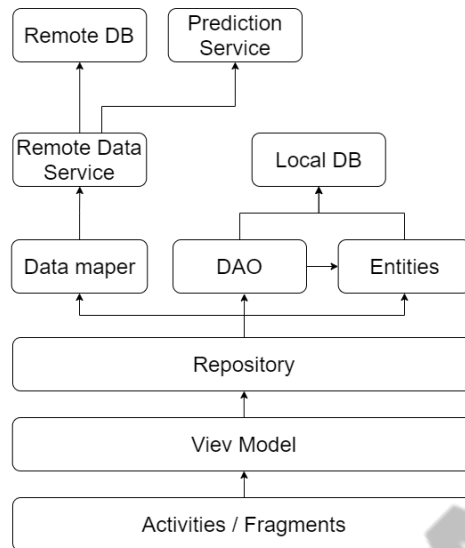 Remote DB
Prediction
Service
Remote Data
Service
Local DB
Data maper
DAO
Entities
Repository
Viev Model
Activities / Fragments